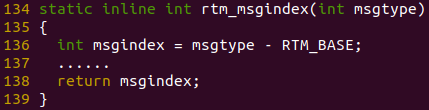 134 static inline int rtm_msgindex(int msgtype)
135 {
136   int msgindex = msgtype - RTM_BASE;
137   ......
138   return msgindex;
139 }